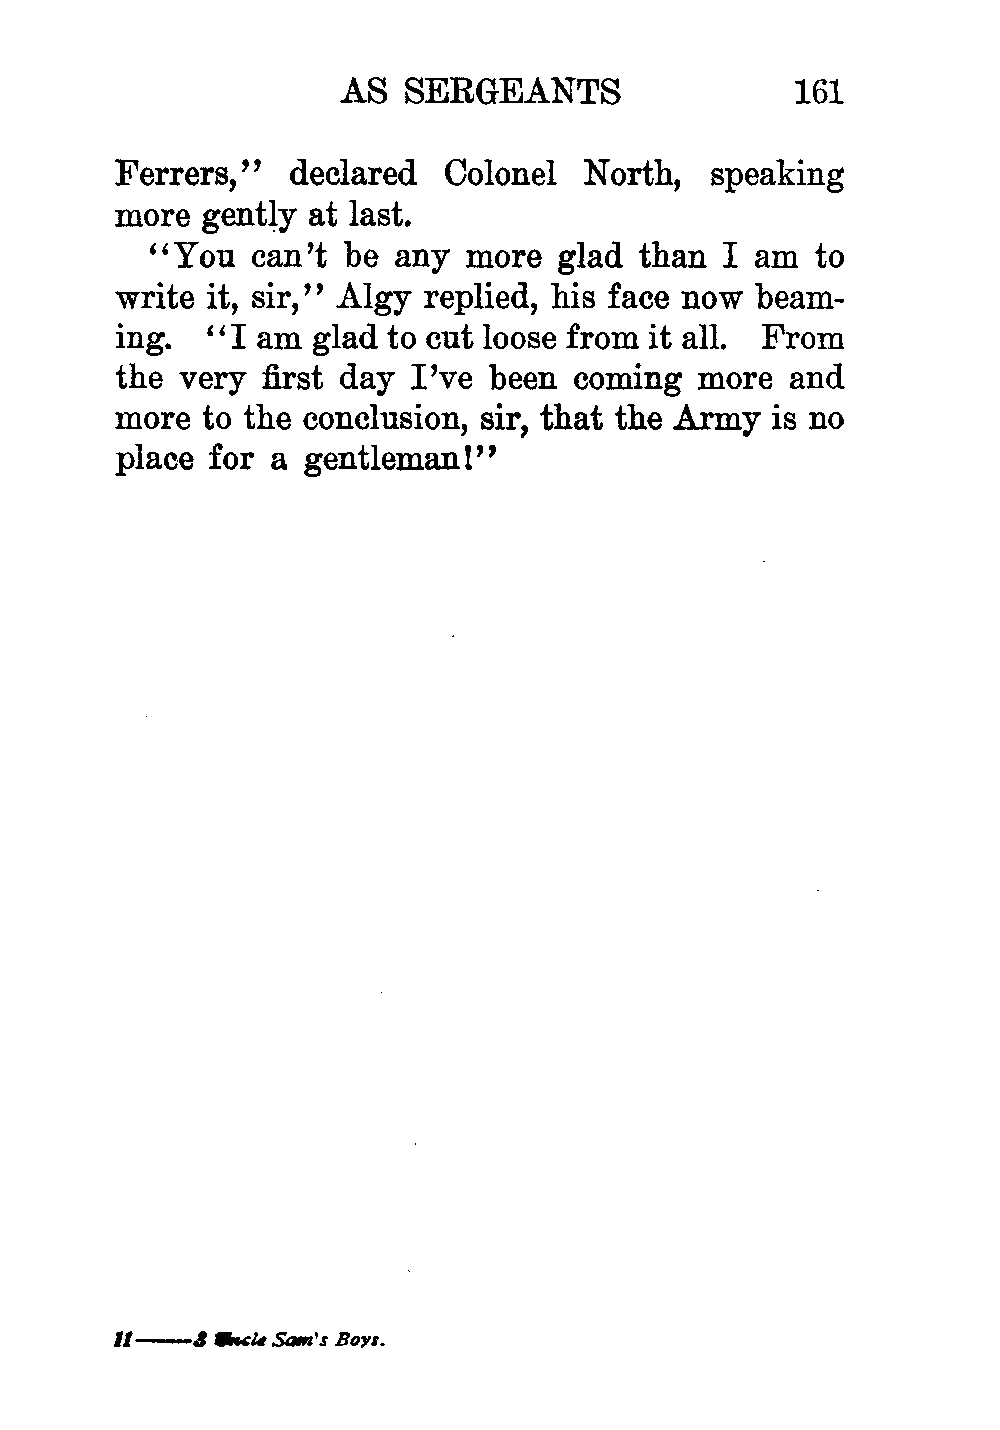 AS SERGEANTS 161
Ferrers,” declared Colonel North, speaking
more gently at last.
“You can't be any more glad than I am to
write it, sir,” Algy replied, his face now beam-
ing. “I am glad to cut loose from it all. From
the very first day I've been coming more and
more to the conclusion, sir, that the Army is no
place for a gentleman!”
11——3 Uncle Sam's Boys.